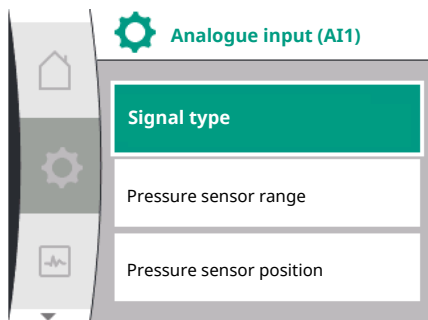 Analogue input (AI1)
Signal type
Pressure sensor range
Pressure sensor position